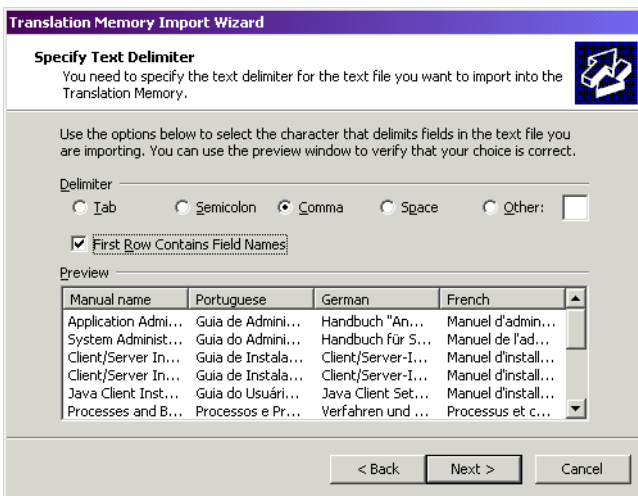 Translation Memory Import Wizard
Specify Text Delimiter
You need to specify the text delimiter for the text file you want to import into the
Translation Memory.
Use the options below to select the character that delimits fields in the text file you
are importing. You can use the preview window to verify that your choice is correct.
Delimiter
Tab Semicolon Comma Space Other:
First Row Contains Field Names
Preview
Manual name Portuguese German French
Application Admi... Guia de Admini... Handbuch "An... Manuel d'admin...
System Administ... Guia do Admini... Handbuch für S... Manuel de l'ad...
Client/Server In... Guia de Instala... Client/Server-I... Manuel d'install...
Client/Server In... Guia de Instala... Client/Server-I... Manuel d'install...
Java Client Inst... Guia do Usuári... Java Client Set... Manuel d'install...
Processes and B... Processos e Pr... Verfahren und ... Processus et c...
< Back Next > Cancel